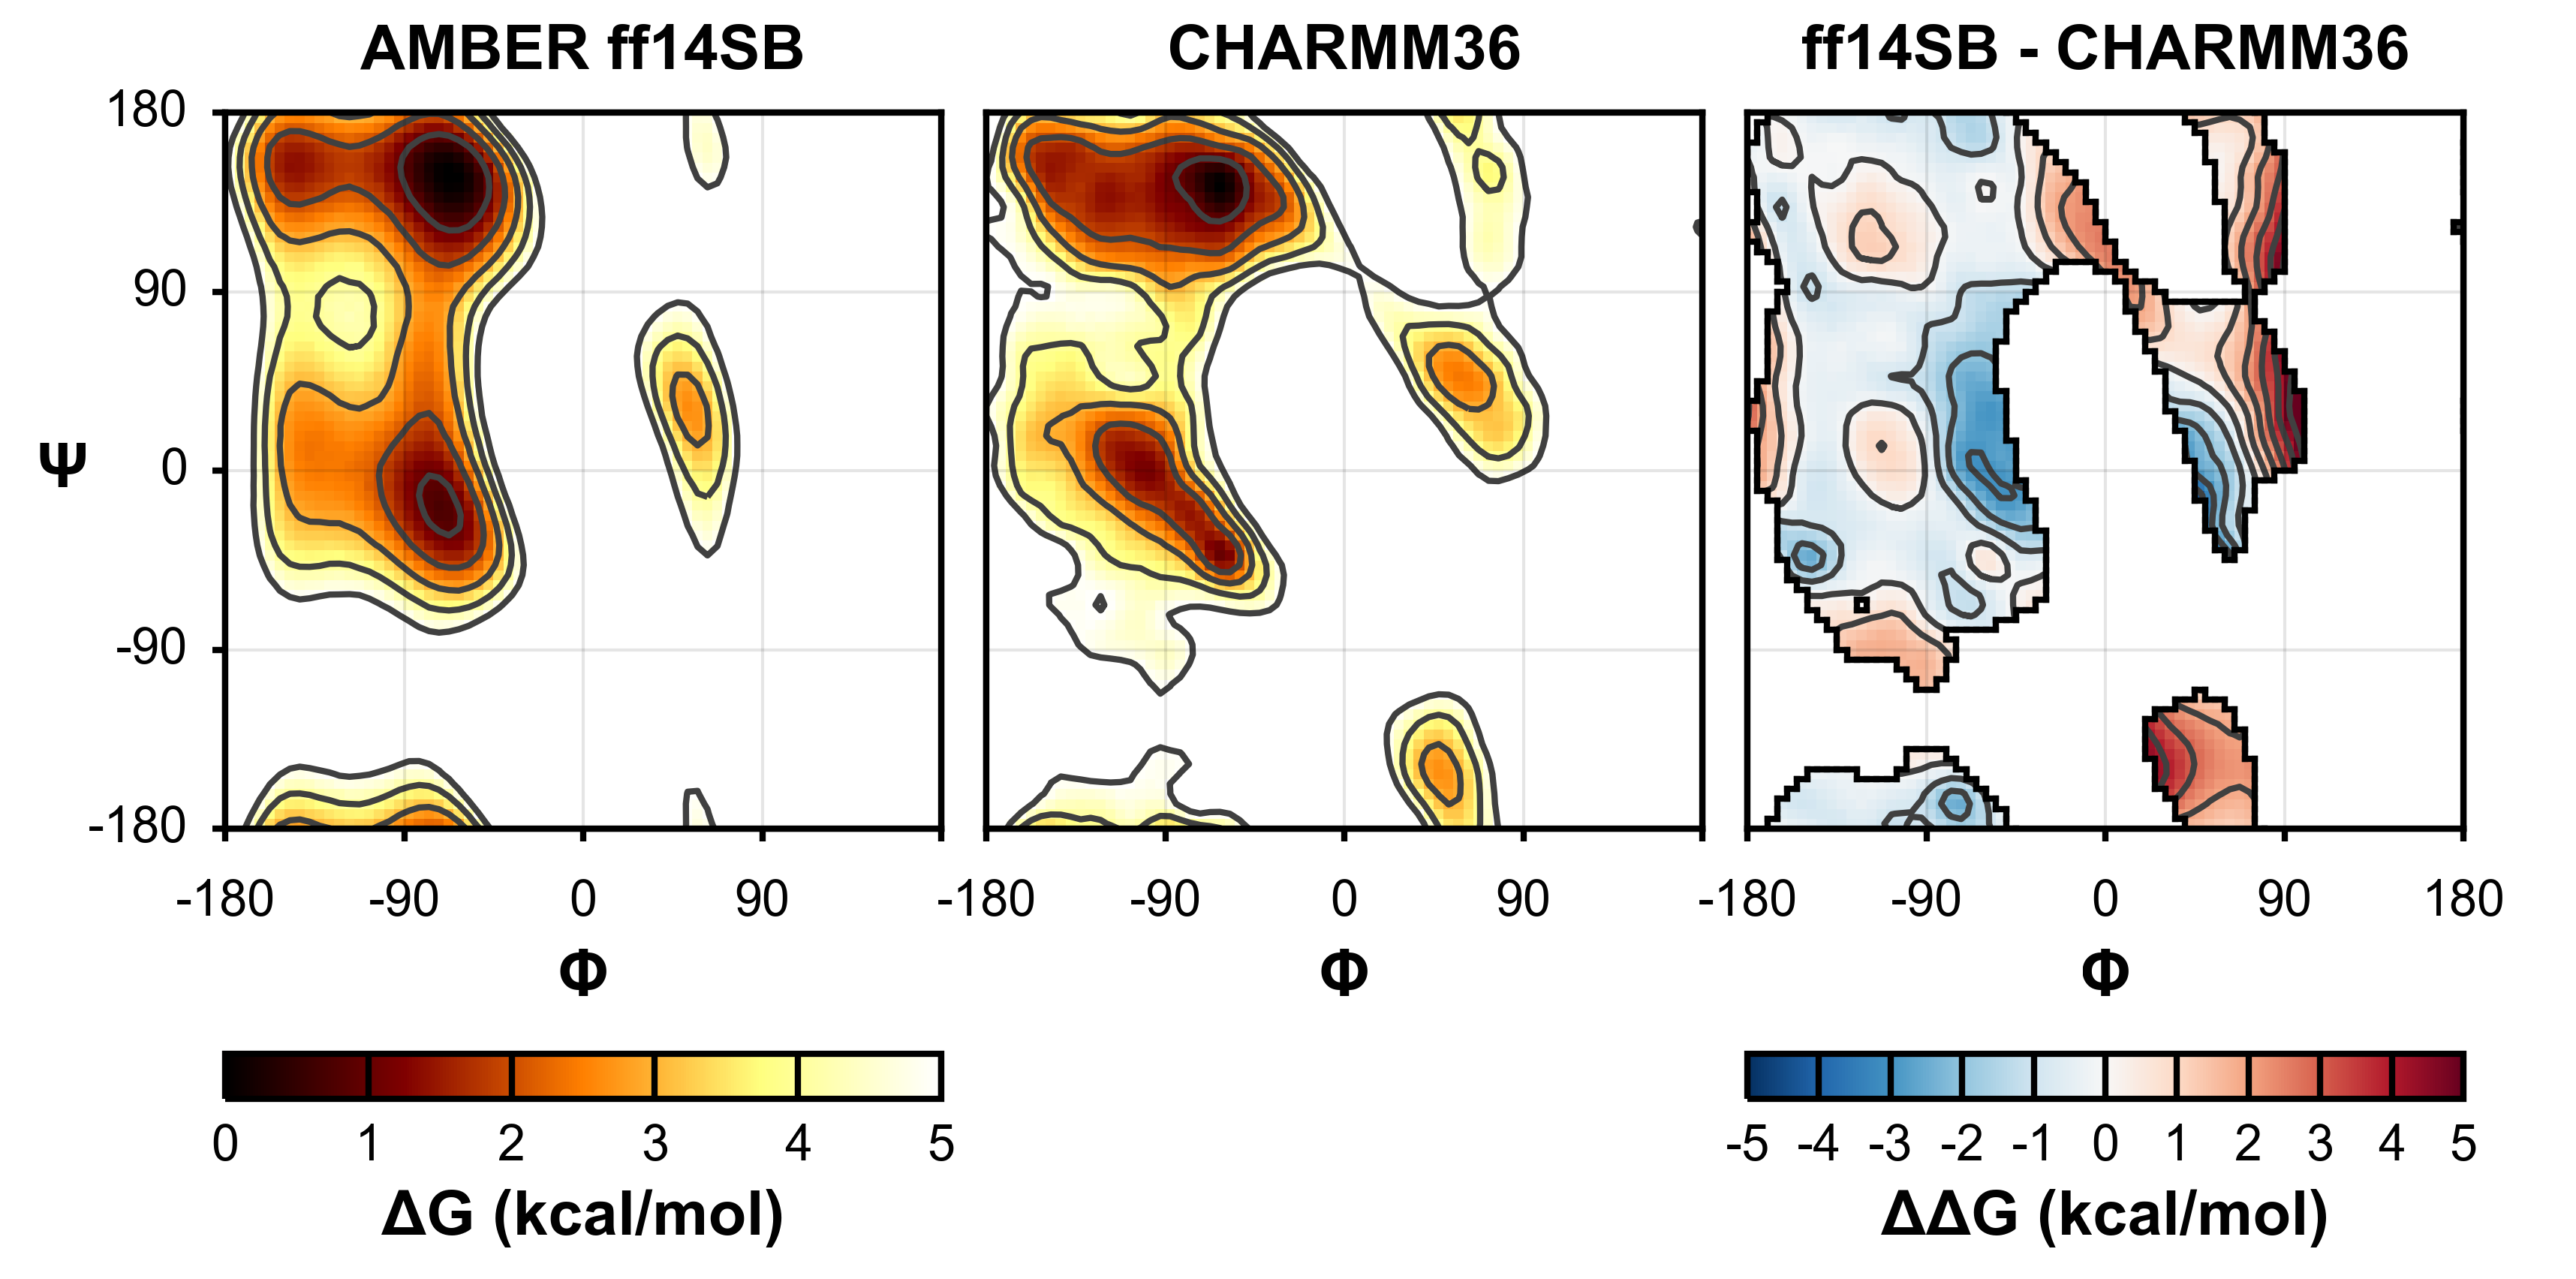 AMBER ff14SB
CHARMM36
ff14SB - CHARMM36
180
90
0
-90
-180
Ψ
-180 -90 0 90
-180 -90 0 90
-180 -90 0 90 180
Φ
Φ
Φ
0 1 2 3 4 5
ΔG (kcal/mol)
-5 -4 -3 -2 -1 0 1 2 3 4 5
ΔΔG (kcal/mol)